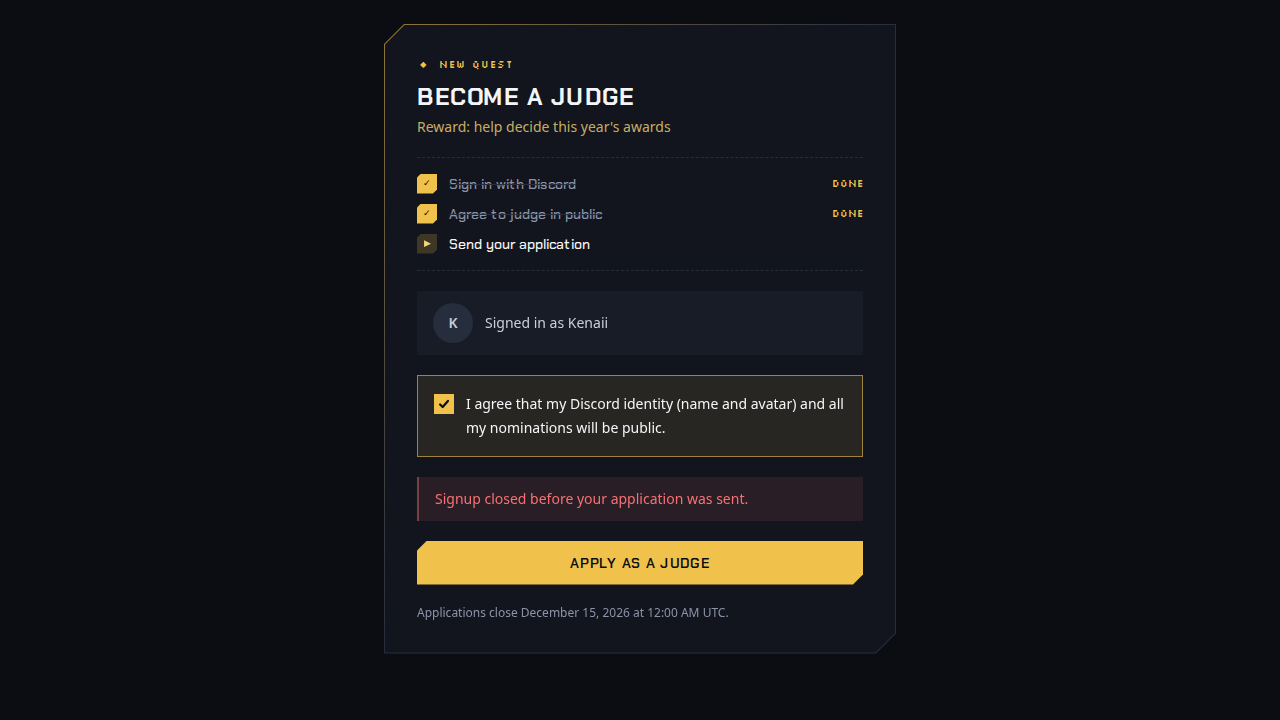 NEW QUEST
BECOME A JUDGE
Reward: help decide this year's awards
Sign in with Discord DONE
Agree to judge in public DONE
Send your application
K Signed in as Kenaii
I agree that my Discord identity (name and avatar) and all
my nominations will be public.
Signup closed before your application was sent.
APPLY AS A JUDGE
Applications close December 15, 2026 at 12:00 AM UTC.